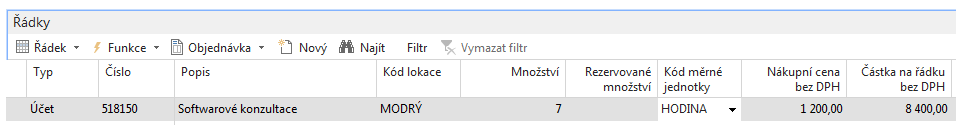 Řádky
Řádek Funkce Objednávka Nový Najít Filtr Vymazat filtr
Typ Číslo Popis Kód lokace Množství Rezervované množství Kód měrné jednotky Nákupní cena bez DPH Částka na řádku bez DPH
Účet 518150 Softwarové konzultace MODRÝ 7 HODINA 1 200,00 8 400,00